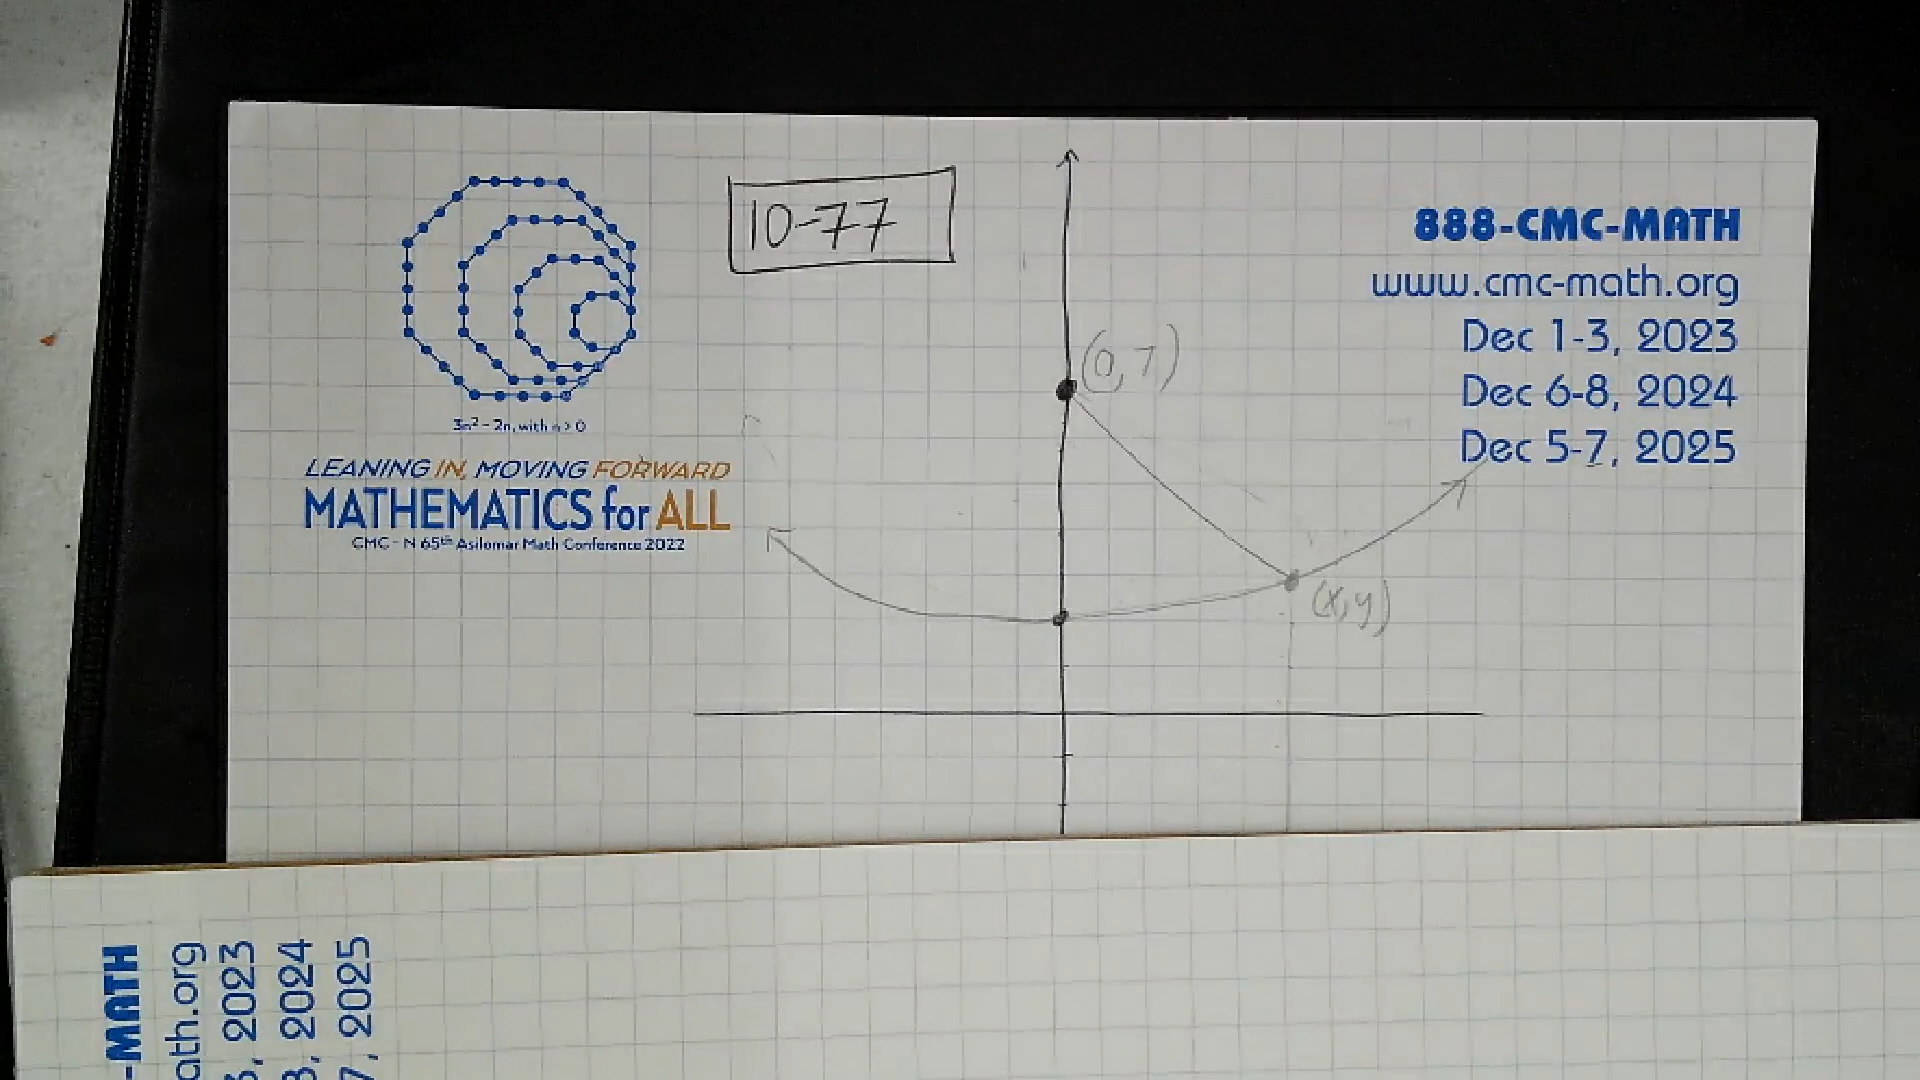 10-77
888-CMC-MATH
www.cmc-math.org
Dec 1-3, 2023
Dec 6-8, 2024
Dec 5-7, 2025
(0,7)
3n² - 2n, with n > 0
LEANING IN, MOVING FORWARD
MATHEMATICS for ALL
CMC - N 65th Asilomar Math Conference 2022
(x,y)
-MATH
ath.org
3, 2023
8, 2024
7, 2025